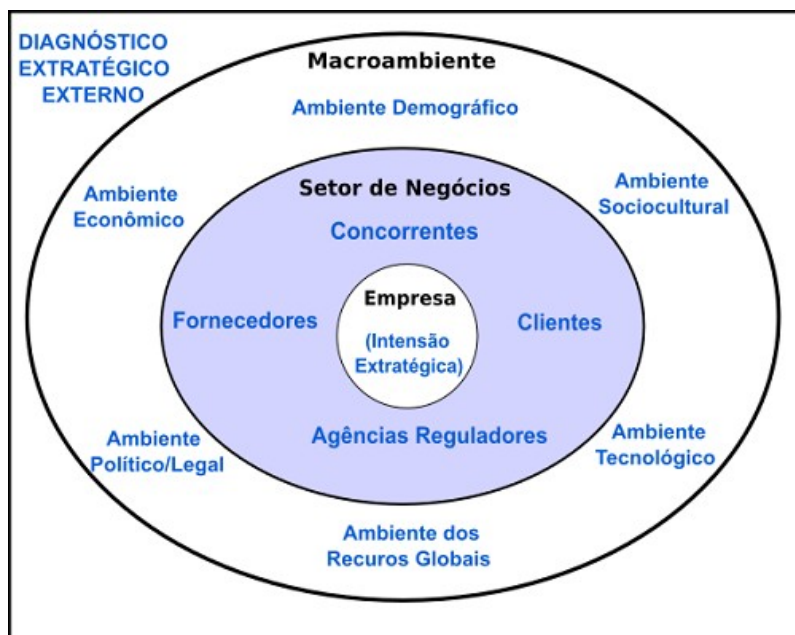 DIAGNÓSTICO
EXTRATÉGICO
EXTERNO
Macroambiente
Ambiente Demográfico
Ambiente
Econômico
Ambiente
Sociocultural
Setor de Negócios
Concorrentes
Fornecedores
Empresa
(Intensão
Extratégica)
Clientes
Agências Reguladores
Ambiente
Político/Legal
Ambiente
Tecnológico
Ambiente dos
Recuros Globais